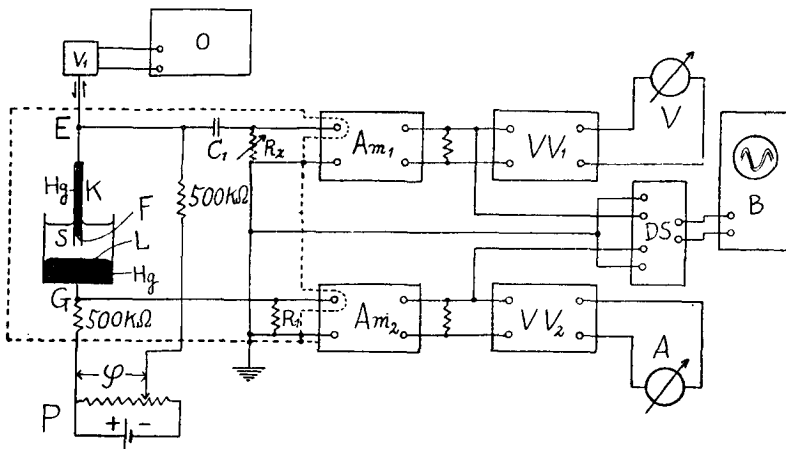 O
V₁
E
C₁
Rx
Am₁
VV₁
V
Hg
K
500KΩ
B
F
S
L
DS
Hg
G
500KΩ
R₁
Am₂
VV₂
A
φ
P
+ -